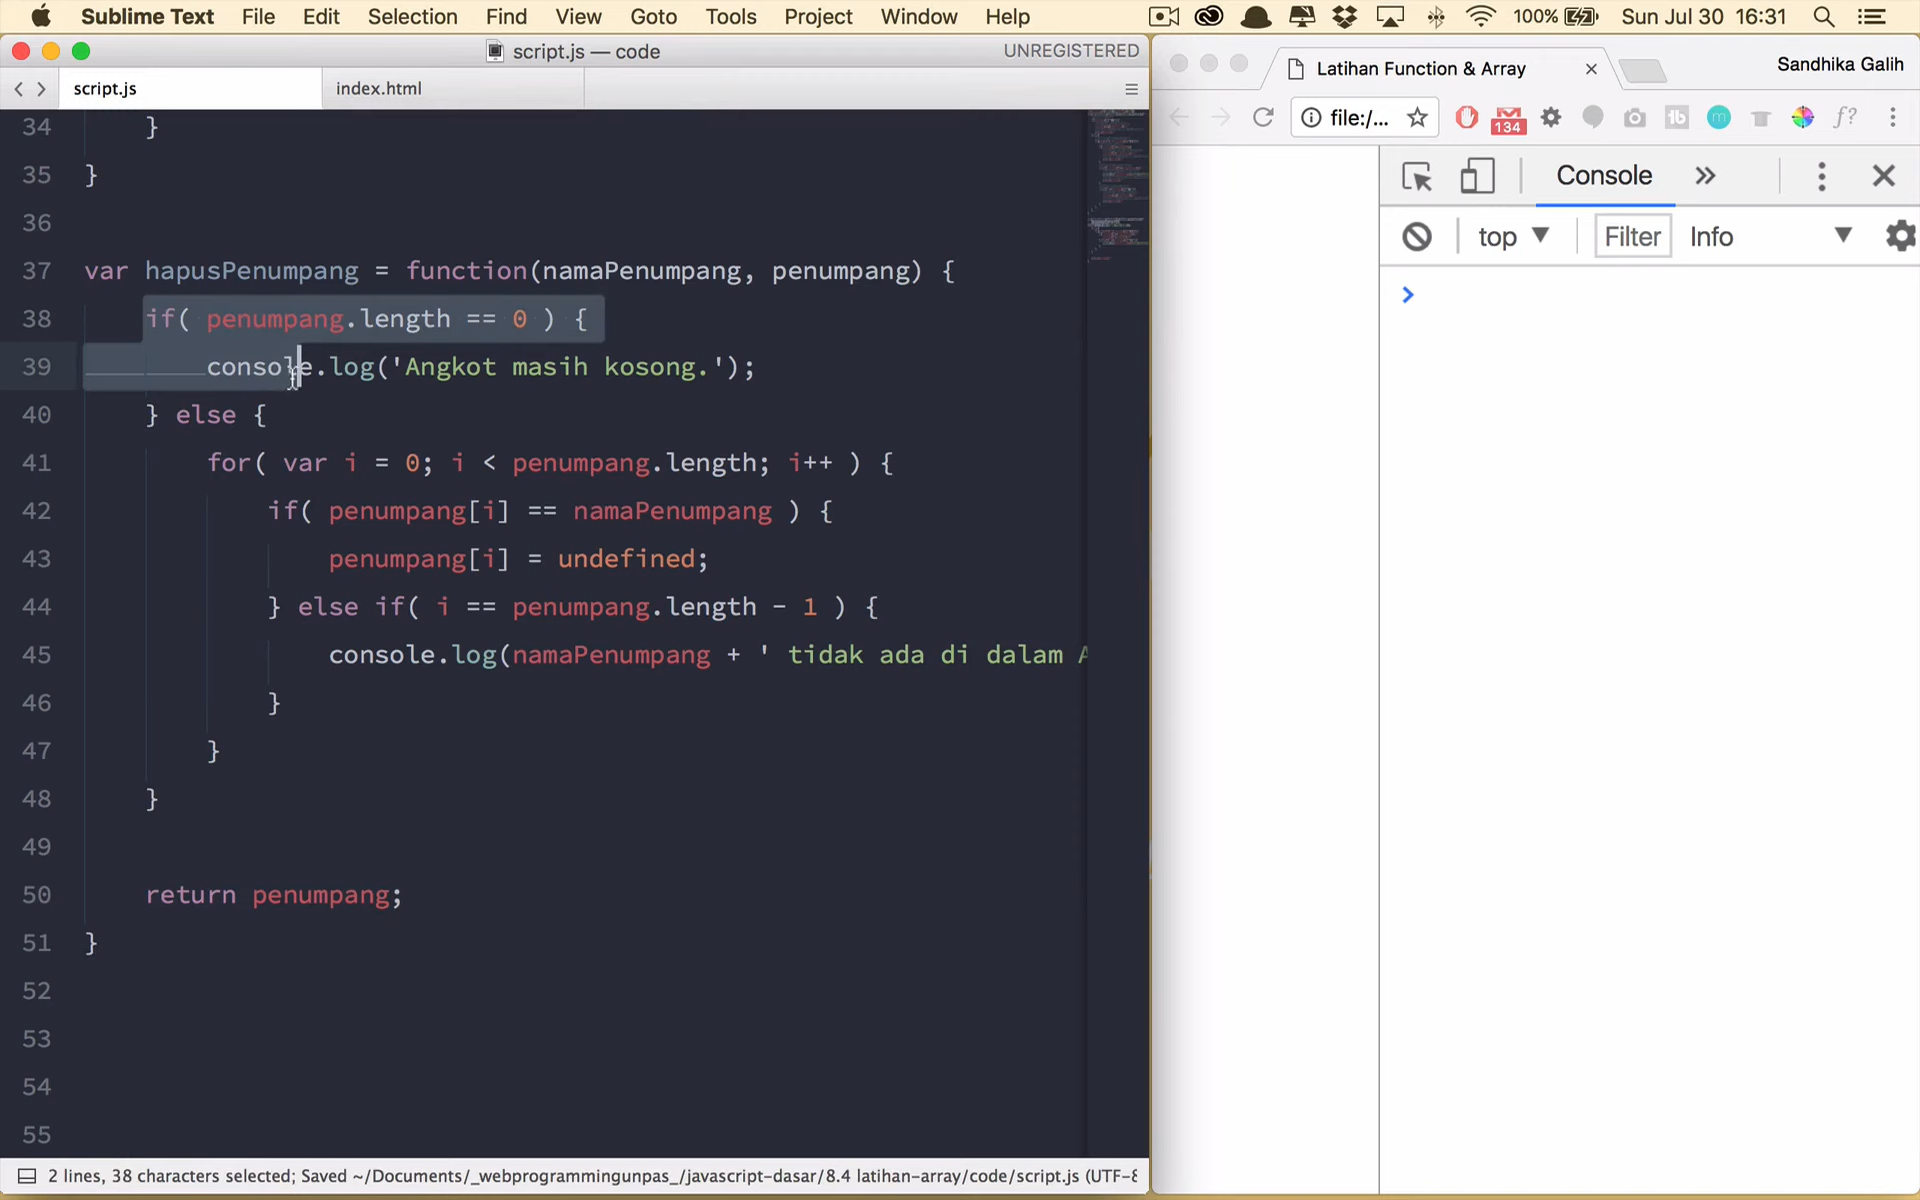 Sublime Text File Edit Selection Find View Goto Tools Project Window Help 100% Sun Jul 30 16:31
script.js — code UNREGISTERED
script.js index.html
34 }
35 }
36
37 var hapusPenumpang = function(namaPenumpang, penumpang) {
38 if( penumpang.length == 0 ) {
39 console.log('Angkot masih kosong.');
40 } else {
41 for( var i = 0; i < penumpang.length; i++ ) {
42 if( penumpang[i] == namaPenumpang ) {
43 penumpang[i] = undefined;
44 } else if( i == penumpang.length - 1 ) {
45 console.log(namaPenumpang + ' tidak ada di dalam A
46 }
47 }
48 }
49
50 return penumpang;
51 }
52
53
54
55
2 lines, 38 characters selected; Saved ~/Documents/_webprogrammingunpas_/javascript-dasar/8.4 latihan-array/code/script.js (UTF-8
Latihan Function & Array Sandhika Galih
file:/... 134 tb m f?
Console
top Filter Info